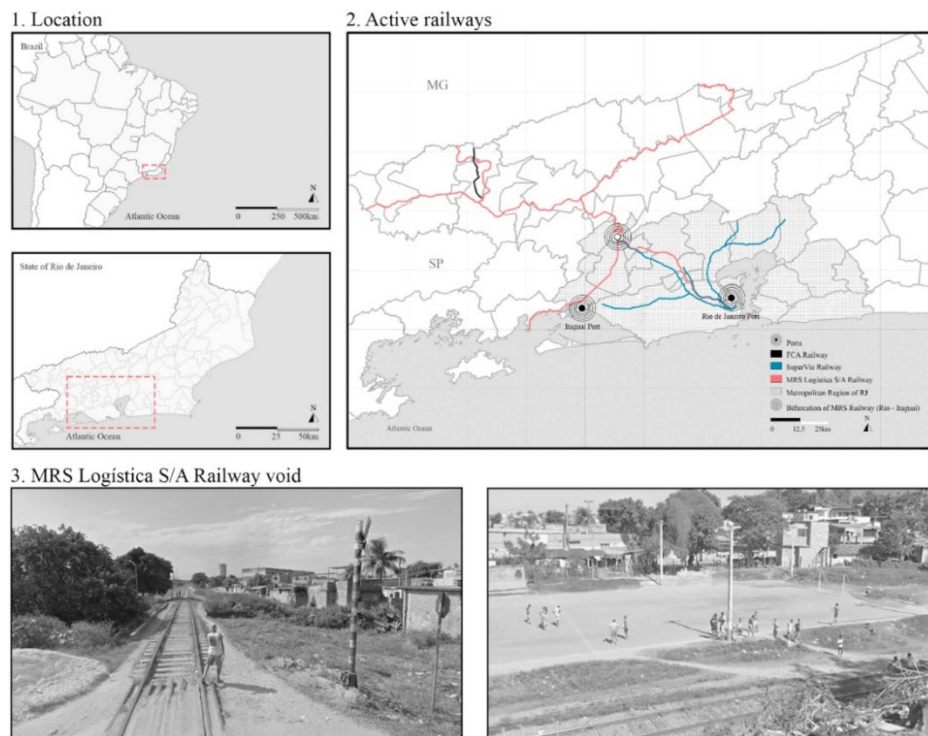 1. Location
Brazil
Atlantic Ocean
N
0 250 500km
State of Rio de Janeiro
Atlantic Ocean
N
0 25 50km
2. Active railways
MG
SP
Itaguaí Port
Rio de Janeiro Port
Atlantic Ocean
Ports
FCA Railway
SuperVia Railway
MRS Logística S/A Railway
Metropolitan Region of RJ
Bifurcation of MRS Railway (Rio - Itaguaí)
0 12,5 25km
N
3. MRS Logística S/A Railway void